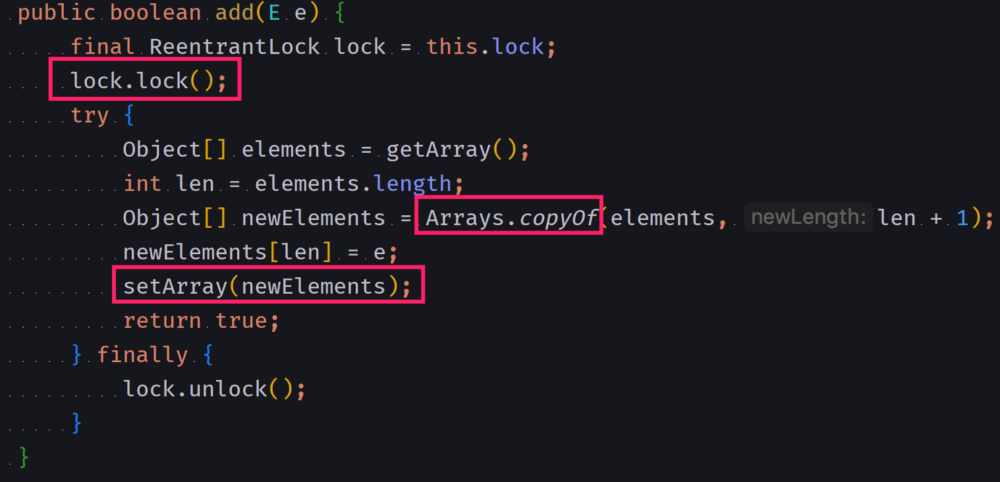 public boolean add(E e) {
final ReentrantLock lock = this.lock;
lock.lock();
try {
Object[] elements = getArray();
int len = elements.length;
Object[] newElements = Arrays.copyOf(elements, newLength: len + 1);
newElements[len] = e;
setArray(newElements);
return true;
} finally {
lock.unlock();
}
}